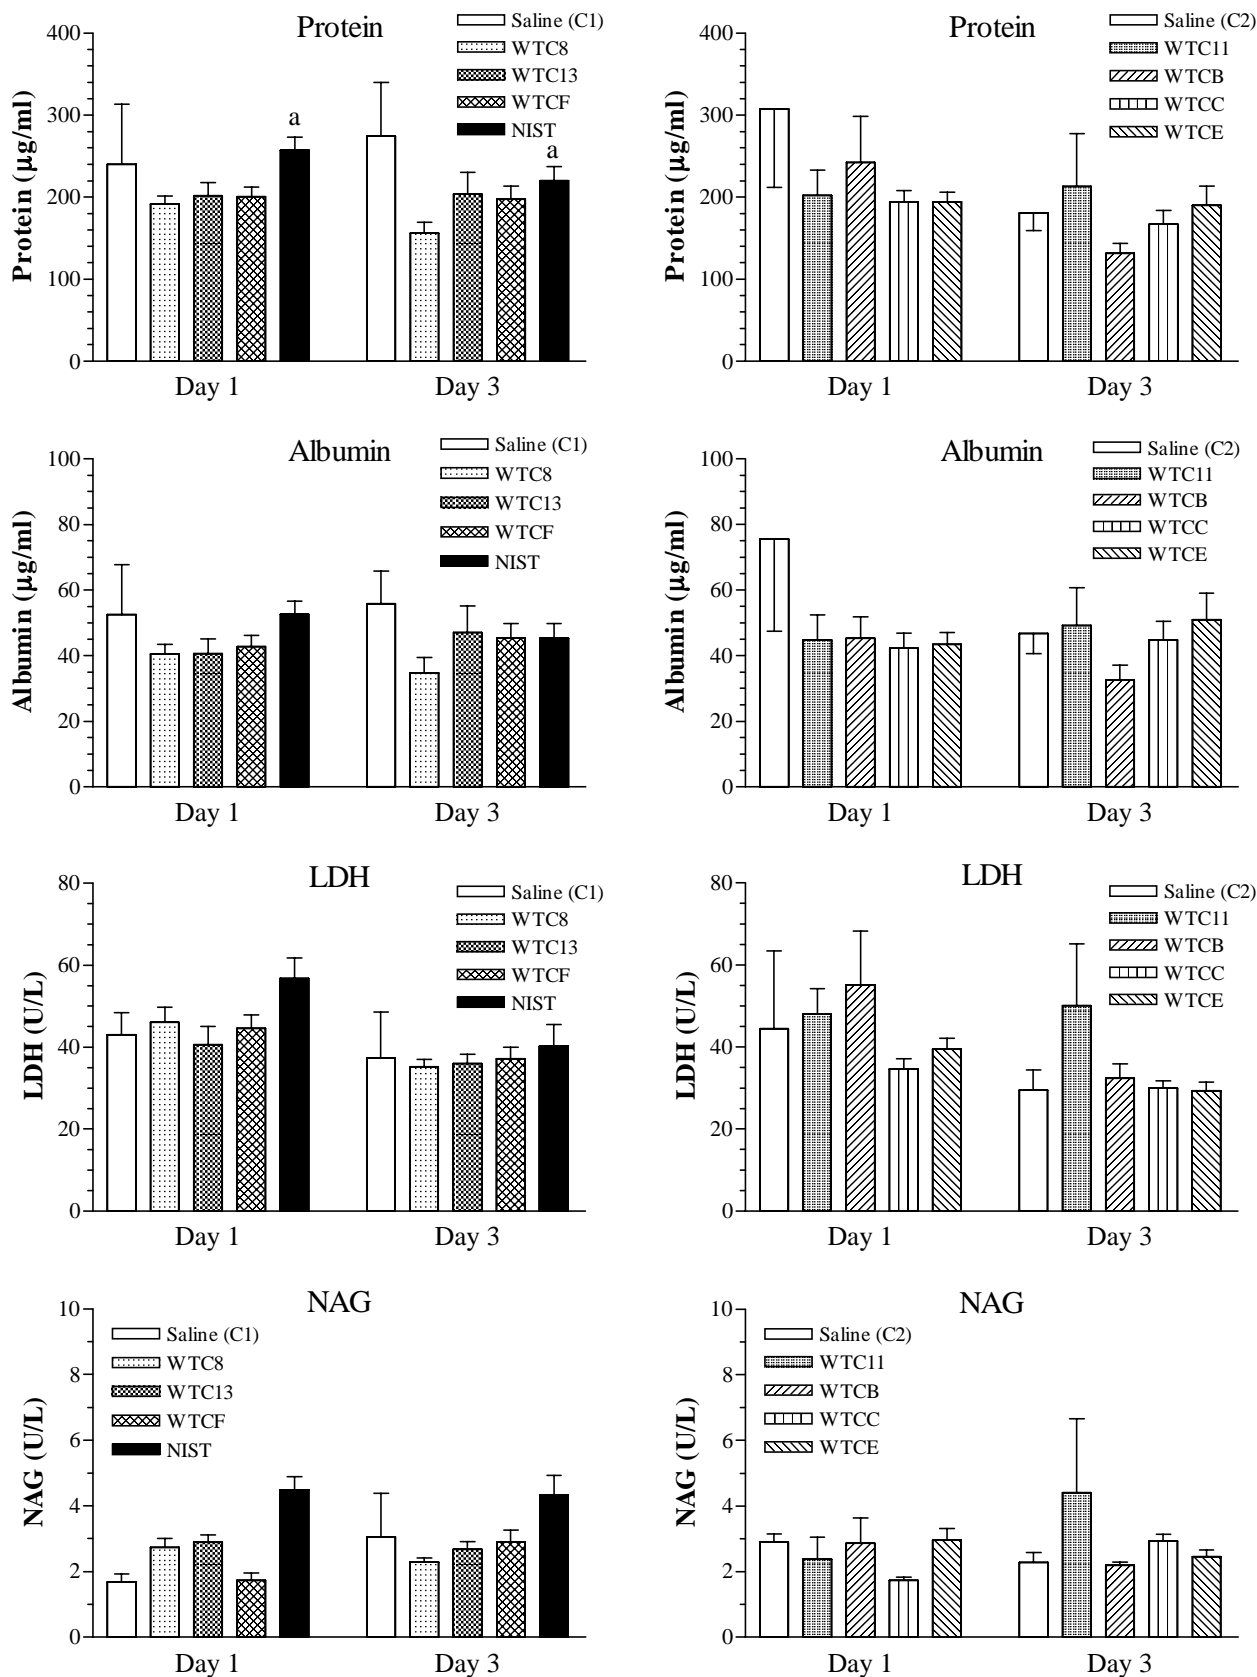 Protein
Saline (C1)
WTC8
WTC13
WTCF
NIST
400
300
200
100
0
Protein (µg/ml)
a
a
Day 1
Day 3
Protein
Saline (C2)
WTC11
WTCB
WTCC
WTCE
400
300
200
100
0
Protein (µg/ml)
Day 1
Day 3
Albumin
Saline (C1)
WTC8
WTC13
WTCF
NIST
100
80
60
40
20
0
Albumin (µg/ml)
Day 1
Day 3
Albumin
Saline (C2)
WTC11
WTCB
WTCC
WTCE
100
80
60
40
20
0
Albumin (µg/ml)
Day 1
Day 3
LDH
Saline (C1)
WTC8
WTC13
WTCF
NIST
80
60
40
20
0
LDH (U/L)
Day 1
Day 3
LDH
Saline (C2)
WTC11
WTCB
WTCC
WTCE
80
60
40
20
0
LDH (U/L)
Day 1
Day 3
NAG
Saline (C1)
WTC8
WTC13
WTCF
NIST
10
8
6
4
2
0
NAG (U/L)
Day 1
Day 3
NAG
Saline (C2)
WTC11
WTCB
WTCC
WTCE
10
8
6
4
2
0
NAG (U/L)
Day 1
Day 3